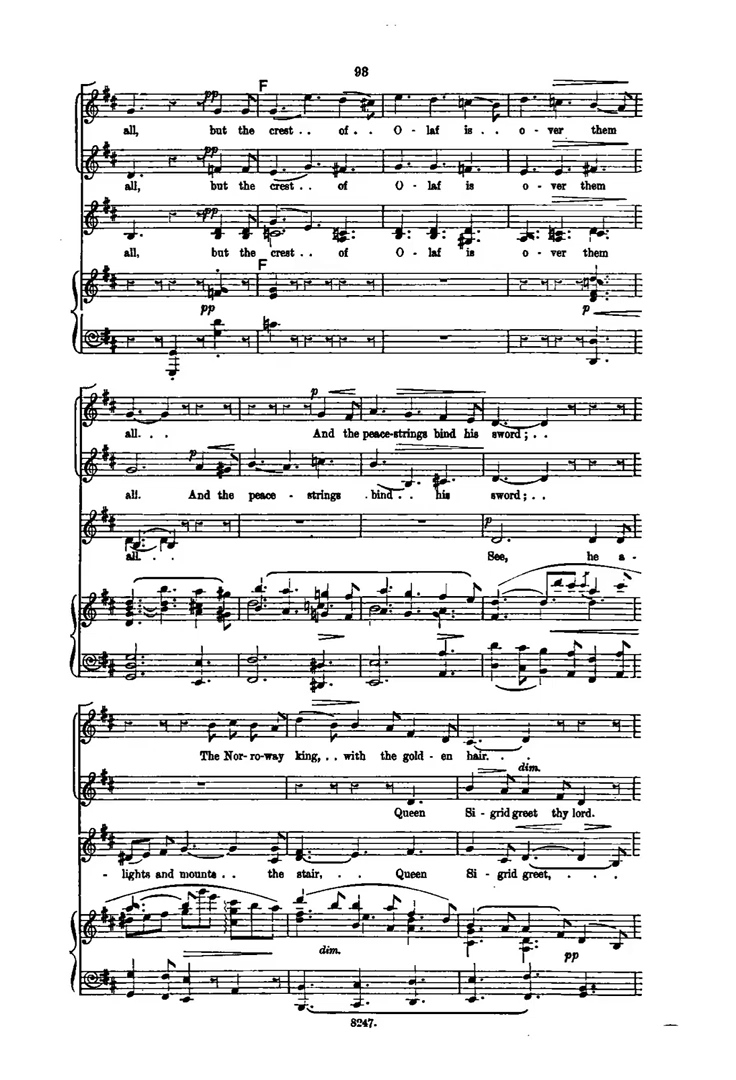 93
F
pp
all, but the crest . . of . . O - laf is . . o - ver them
pp
all, but the crest . . of O - laf is o - ver them
pp
all, but the crest . . of O - laf is o - ver them
F
pp p
p
all. . . And the peace-strings bind his sword ; . .
p
all. And the peace - strings bind . . his sword ; . .
p
all. . . See, he a -
The Nor-ro-way king, . . with the gold - en hair. . .
dim.
Queen Si - grid greet thy lord.
- lights and mounts . . the stair, . . Queen Si - grid greet, . . .
dim. pp
8247.